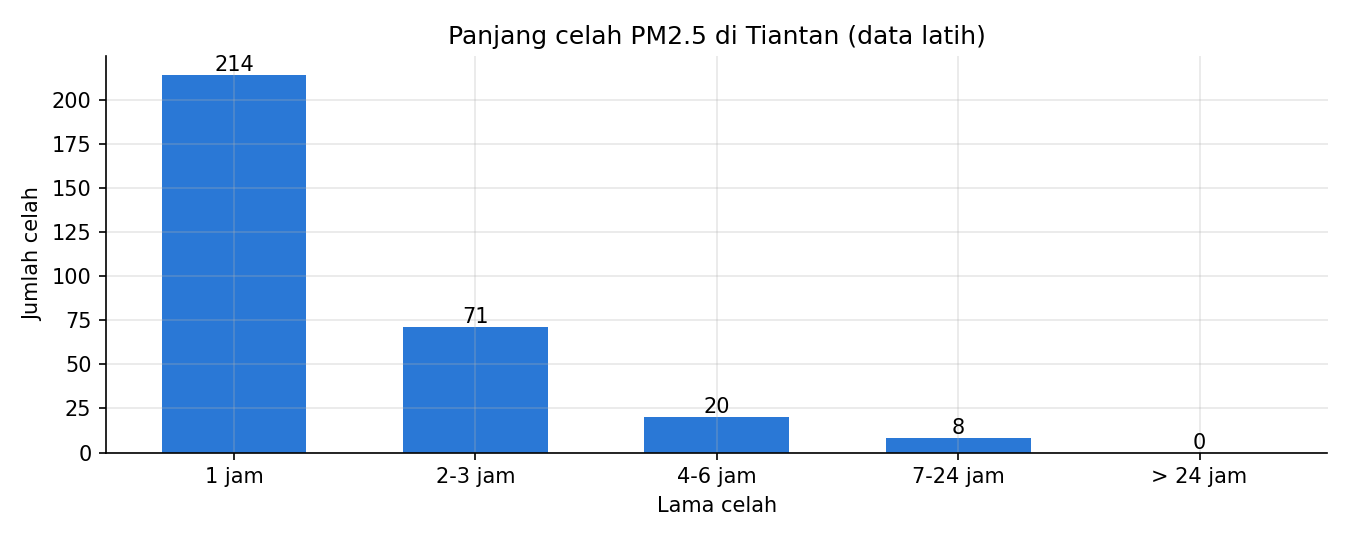 Panjang celah PM2.5 di Tiantan (data latih)
Jumlah celah
200
175
150
125
100
75
50
25
0
214
71
20
8
0
1 jam
2-3 jam
4-6 jam
7-24 jam
> 24 jam
Lama celah